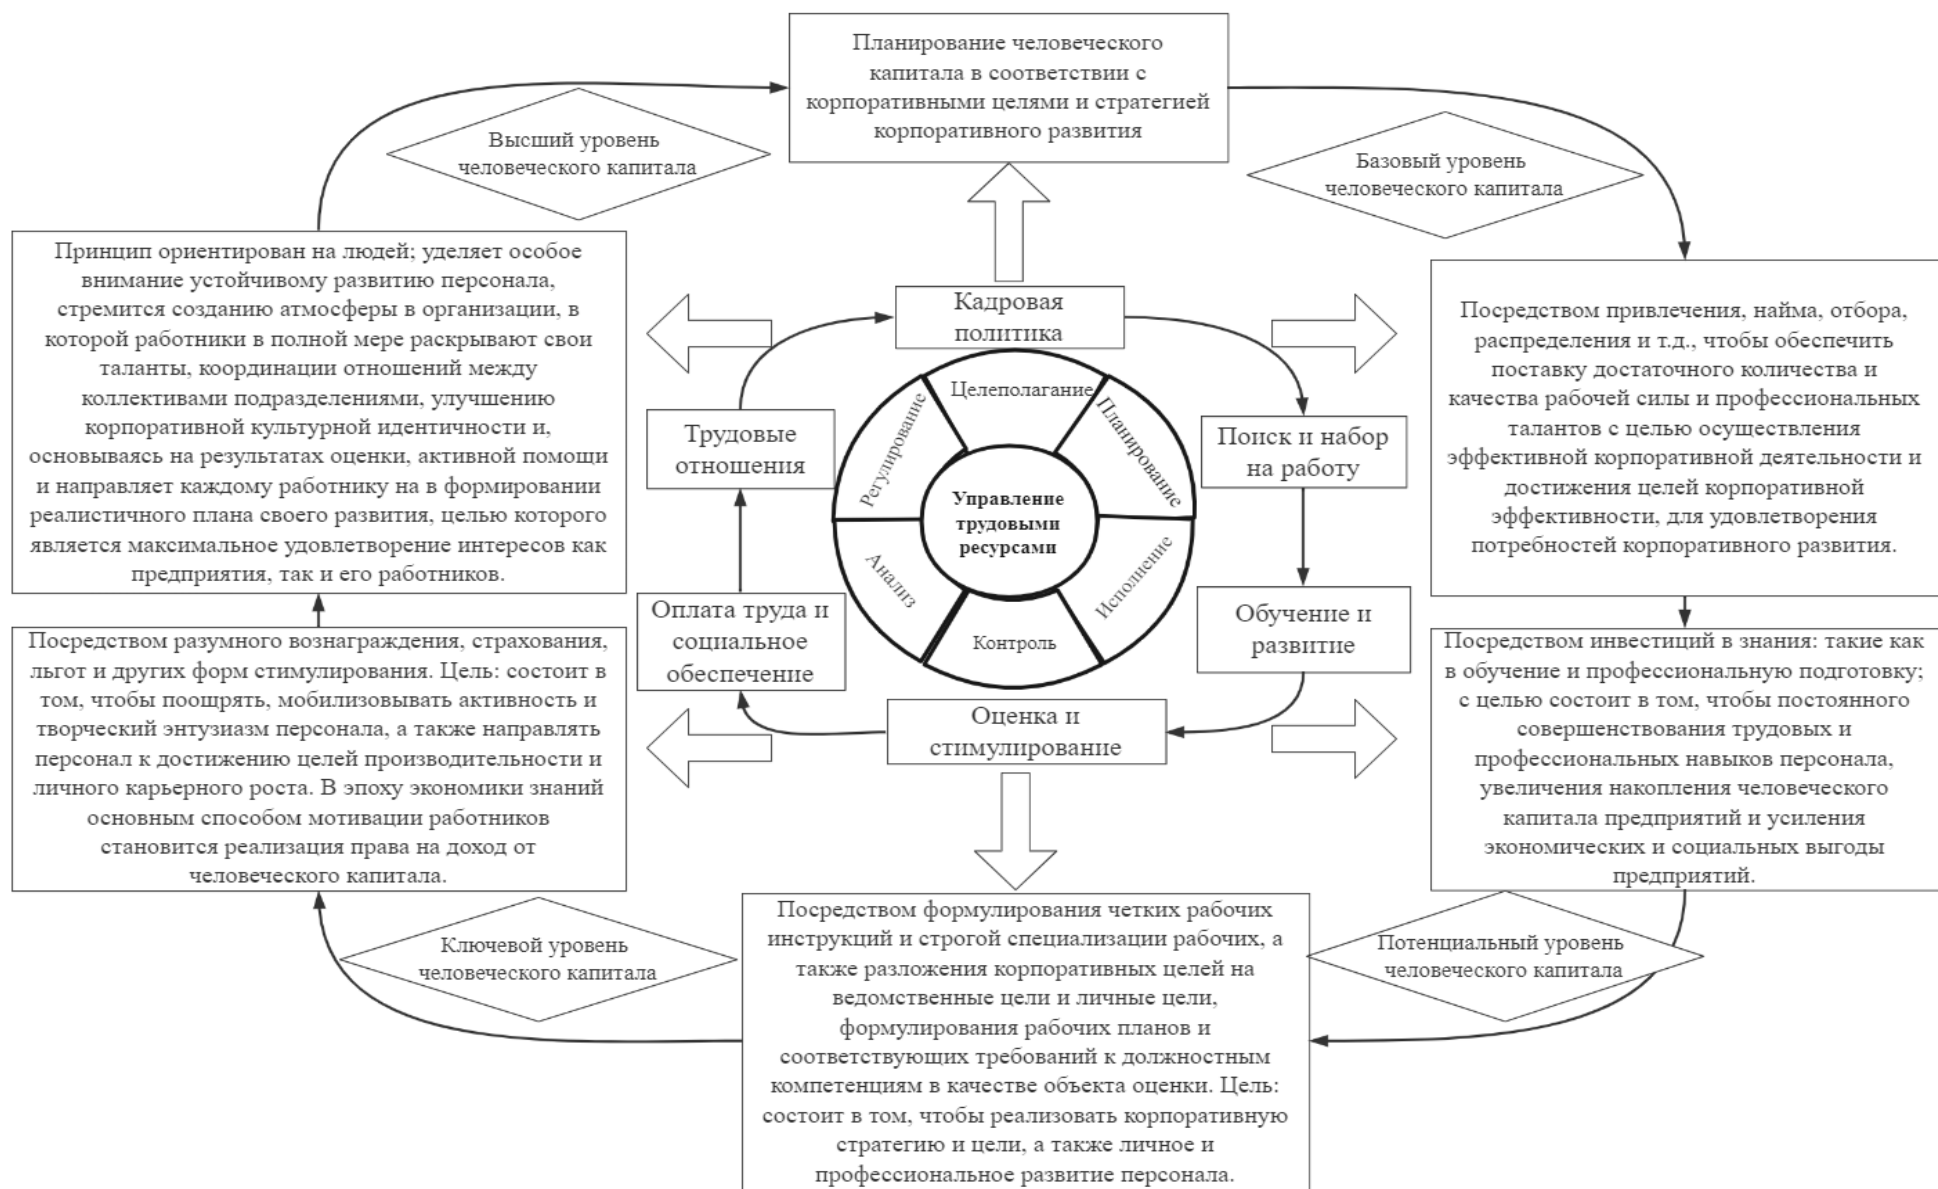 Планирование человеческого
капитала в соответствии с
корпоративными целями и стратегией
корпоративного развития
Высший уровень
человеческого капитала
Базовый уровень
человеческого капитала
Принцип ориентирован на людей; уделяет особое
внимание устойчивому развитию персонала,
стремится созданию атмосферы в организации, в
которой работники в полной мере раскрывают свои
таланты, координации отношений между
коллективами подразделениями, улучшению
корпоративной культурной идентичности и,
основываясь на результатах оценки, активной помощи
и направляет каждому работнику на в формировании
реалистичного плана своего развития, целью которого
является максимальное удовлетворение интересов как
предприятия, так и его работников.
Кадровая
политика
Посредством привлечения, найма, отбора,
распределения и т.д., чтобы обеспечить
поставку достаточного количества и
качества рабочей силы и профессиональных
талантов с целью осуществления
эффективной корпоративной деятельности и
достижения целей корпоративной
эффективности, для удовлетворения
потребностей корпоративного развития.
Трудовые
отношения
Целеполагание
Регулирование
Планирование
Поиск и набор
на работу
Управление
трудовыми
ресурсами
Анализ
Исполнение
Контроль
Оплата труда и
социальное
обеспечение
Обучение и
развитие
Посредством разумного вознаграждения, страхования,
льгот и других форм стимулирования. Цель: состоит в
том, чтобы поощрять, мобилизовывать активность и
творческий энтузиазм персонала, а также направлять
персонал к достижению целей производительности и
личного карьерного роста. В эпоху экономики знаний
основным способом мотивации работников
становится реализация права на доход от
человеческого капитала.
Оценка и
стимулирование
Посредством инвестиций в знания: такие как
в обучение и профессиональную подготовку;
с целью состоит в том, чтобы постоянного
совершенствования трудовых и
профессиональных навыков персонала,
увеличения накопления человеческого
капитала предприятий и усиления
экономических и социальных выгоды
предприятий.
Ключевой уровень
человеческого капитала
Посредством формулирования четких рабочих
инструкций и строгой специализации рабочих, а
также разложения корпоративных целей на
ведомственные цели и личные цели,
формулирования рабочих планов и
соответствующих требований к должностным
компетенциям в качестве объекта оценки. Цель:
состоит в том, чтобы реализовать корпоративную
стратегию и цели, а также личное и
профессиональное развитие персонала.
Потенциальный уровень
человеческого капитала